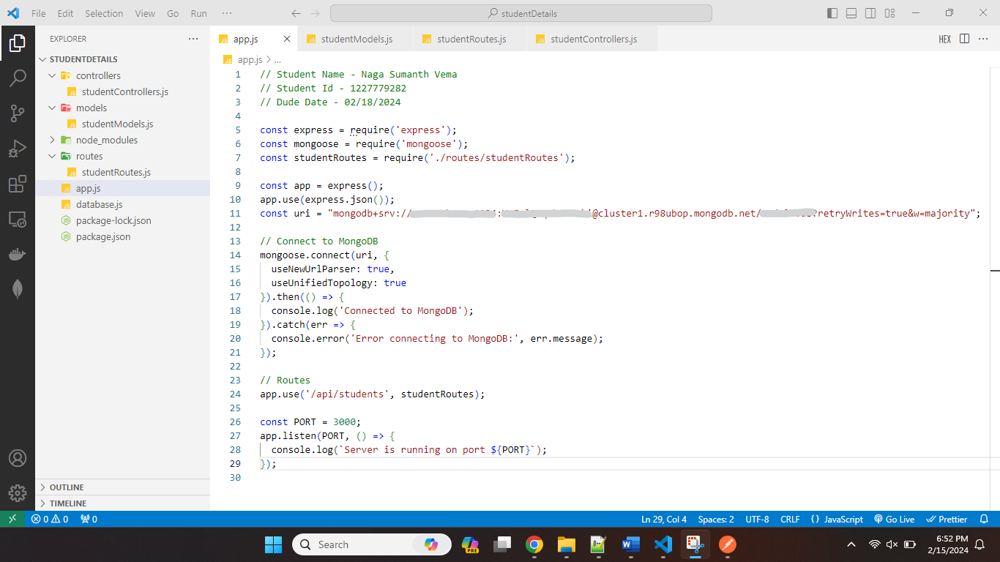 File Edit Selection View Go Run ··· studentDetails
EXPLORER ···
STUDENTDETAILS
controllers
studentControllers.js
models
studentModels.js
node_modules
routes
studentRoutes.js
app.js
database.js
package-lock.json
package.json
OUTLINE
TIMELINE
app.js studentModels.js studentRoutes.js studentControllers.js HEX ···
app.js > ...
1 // Student Name - Naga Sumanth Vema
2 // Student Id - 1227779282
3 // Dude Date - 02/18/2024
4
5 const express = require('express');
6 const mongoose = require('mongoose');
7 const studentRoutes = require('./routes/studentRoutes');
8
9 const app = express();
10 app.use(express.json());
11 const uri = "mongodb+srv:// : @cluster1.r98ubop.mongodb.net/ ?retryWrites=true&w=majority";
12
13 // Connect to MongoDB
14 mongoose.connect(uri, {
15 useNewUrlParser: true,
16 useUnifiedTopology: true
17 }).then(() => {
18 console.log('Connected to MongoDB');
19 }).catch(err => {
20 console.error('Error connecting to MongoDB:', err.message);
21 });
22
23 // Routes
24 app.use('/api/students', studentRoutes);
25
26 const PORT = 3000;
27 app.listen(PORT, () => {
28 console.log(`Server is running on port ${PORT}`);
29 });
30
0 0 0 Ln 29, Col 4 Spaces: 2 UTF-8 CRLF {} JavaScript Go Live Prettier
Search PRE 6:52 PM
2/15/2024